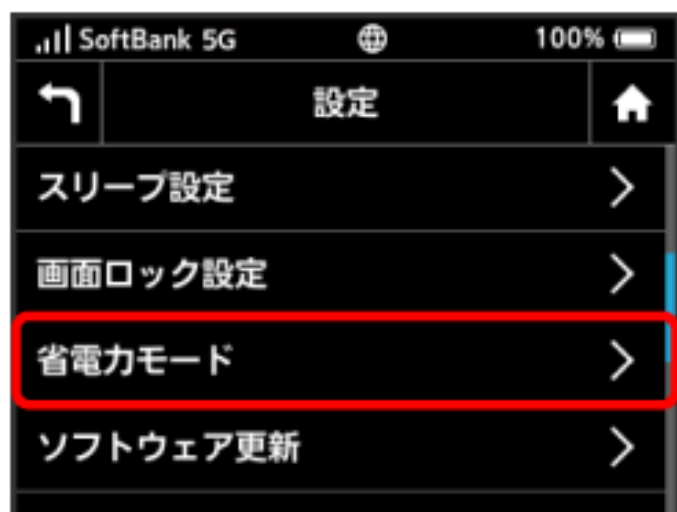 SoftBank 5G 100%
設定
スリープ設定
画面ロック設定
省電力モード
ソフトウェア更新